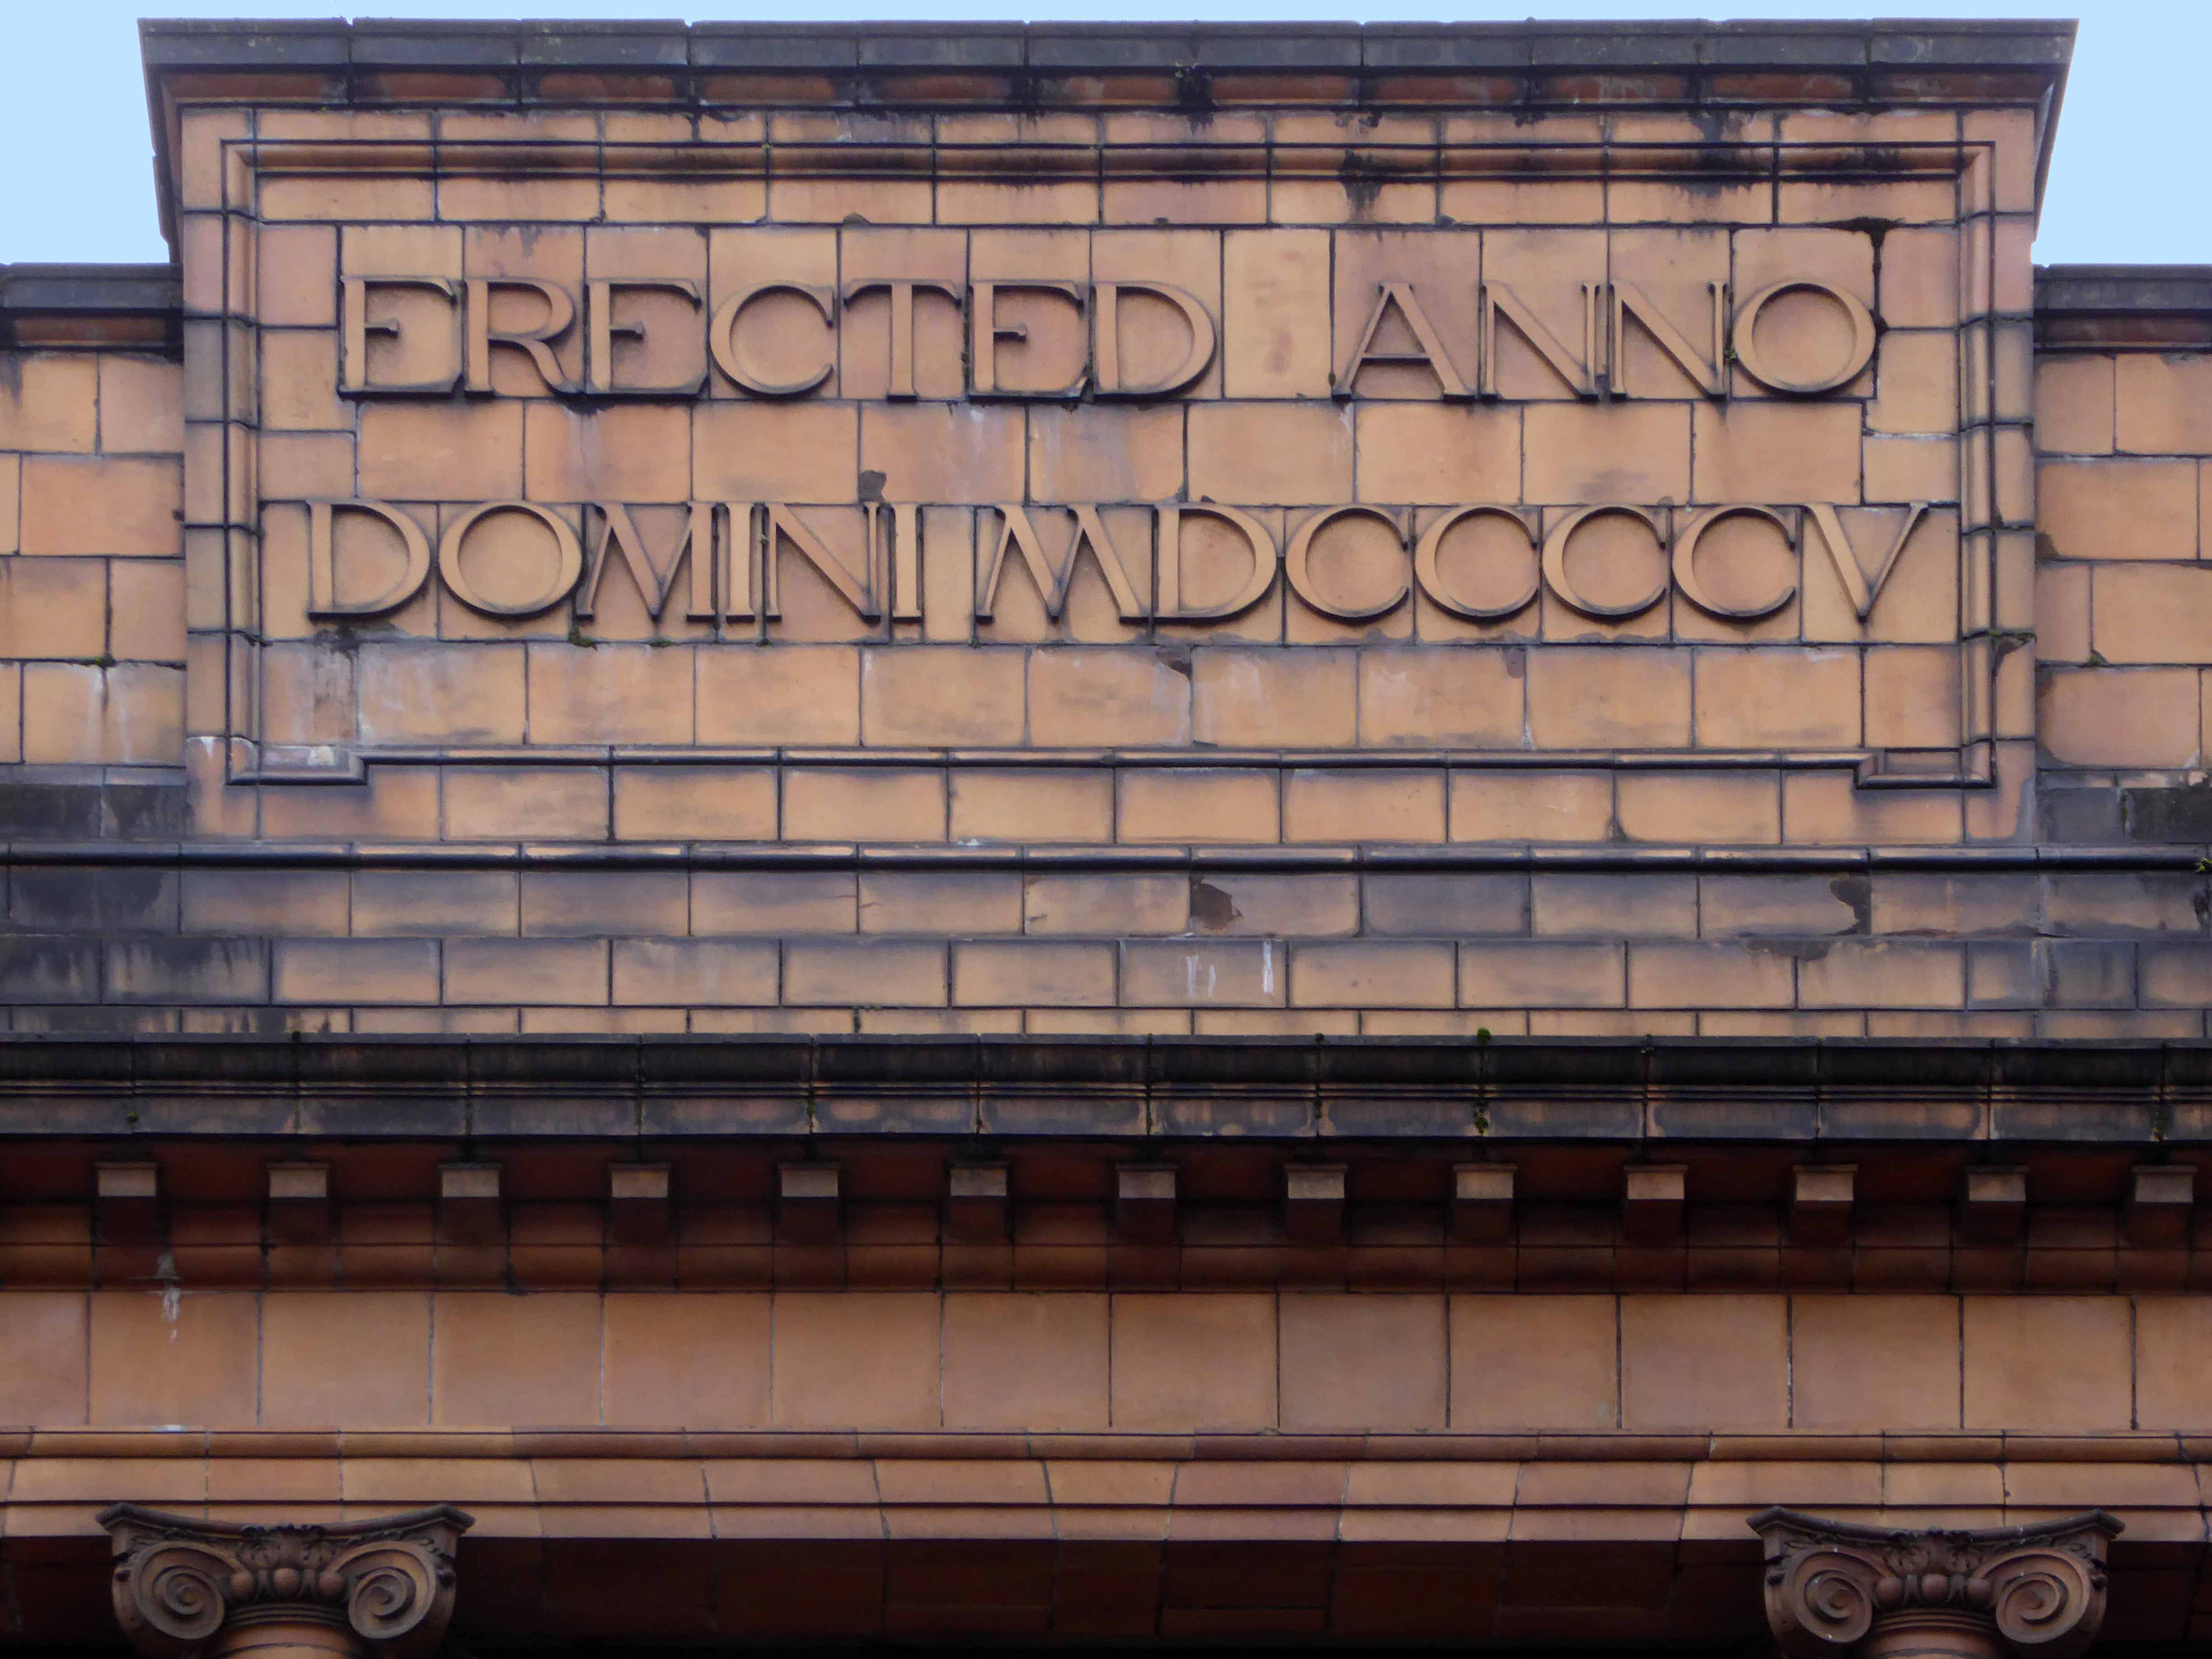 ERECTED ANNO
DOMINI MDCCCCV